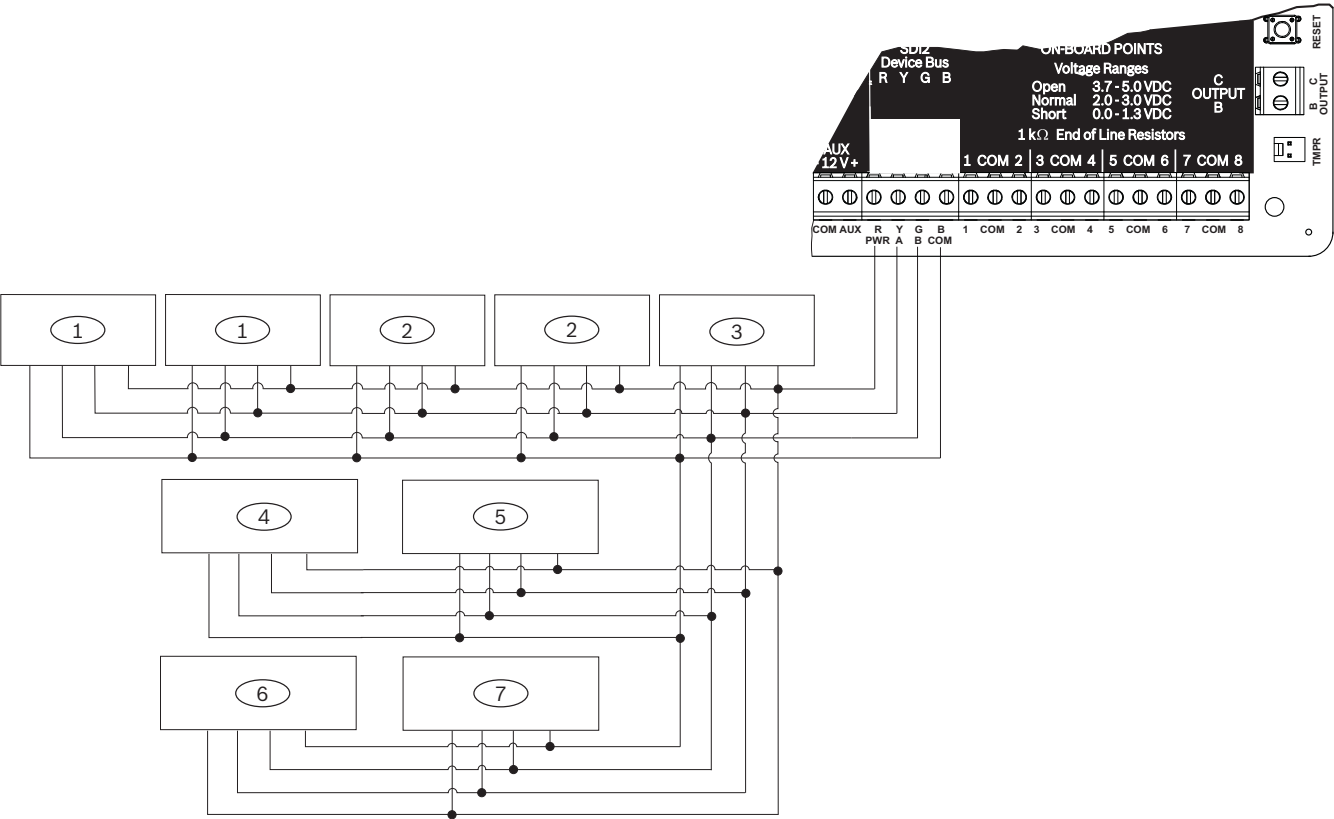 SDI2
Device Bus
R Y G B
ON-BOARD POINTS
Voltage Ranges
Open 3.7 - 5.0 VDC
Normal 2.0 - 3.0 VDC
Short 0.0 - 1.3 VDC
1 kΩ End of Line Resistors
C
OUTPUT
B
RESET
C
B
OUTPUT
TMPR
AUX
12 V +
1 COM 2 3 COM 4 5 COM 6 7 COM 8
COM AUX R Y G B 1 COM 2 3 COM 4 5 COM 6 7 COM 8
PWR A B COM
1 1 2 2 3
4 5
6 7